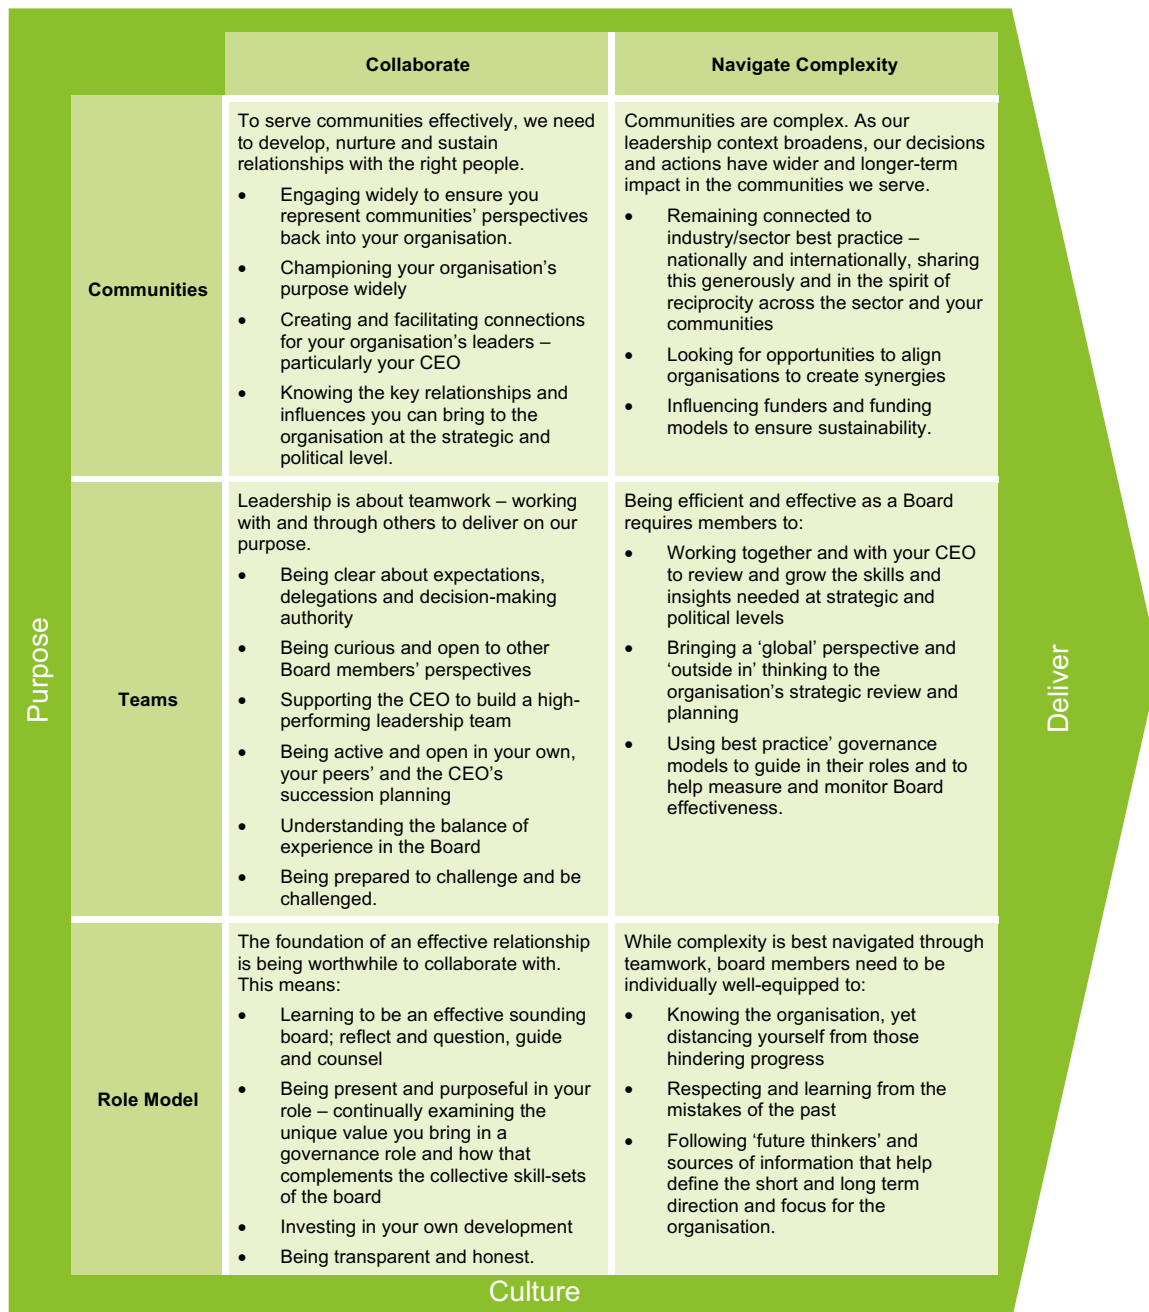 Collaborate
Navigate Complexity
Communities
To serve communities effectively, we need
to develop, nurture and sustain
relationships with the right people.
• Engaging widely to ensure you
represent communities’ perspectives
back into your organisation.
• Championing your organisation’s
purpose widely
• Creating and facilitating connections
for your organisation’s leaders –
particularly your CEO
• Knowing the key relationships and
influences you can bring to the
organisation at the strategic and
political level.
Communities are complex. As our
leadership context broadens, our decisions
and actions have wider and longer-term
impact in the communities we serve.
• Remaining connected to
industry/sector best practice –
nationally and internationally, sharing
this generously and in the spirit of
reciprocity across the sector and your
communities
• Looking for opportunities to align
organisations to create synergies
• Influencing funders and funding
models to ensure sustainability.
Teams
Leadership is about teamwork – working
with and through others to deliver on our
purpose.
• Being clear about expectations,
delegations and decision-making
authority
• Being curious and open to other
Board members’ perspectives
• Supporting the CEO to build a high-
performing leadership team
• Being active and open in your own,
your peers’ and the CEO’s
succession planning
• Understanding the balance of
experience in the Board
• Being prepared to challenge and be
challenged.
Being efficient and effective as a Board
requires members to:
• Working together and with your CEO
to review and grow the skills and
insights needed at strategic and
political levels
• Bringing a ‘global’ perspective and
‘outside in’ thinking to the
organisation’s strategic review and
planning
• Using best practice’ governance
models to guide in their roles and to
help measure and monitor Board
effectiveness.
Role Model
The foundation of an effective relationship
is being worthwhile to collaborate with.
This means:
• Learning to be an effective sounding
board; reflect and question, guide
and counsel
• Being present and purposeful in your
role – continually examining the
unique value you bring in a
governance role and how that
complements the collective skill-sets
of the board
• Investing in your own development
• Being transparent and honest.
While complexity is best navigated through
teamwork, board members need to be
individually well-equipped to:
• Knowing the organisation, yet
distancing yourself from those
hindering progress
• Respecting and learning from the
mistakes of the past
• Following ‘future thinkers’ and
sources of information that help
define the short and long term
direction and focus for the
organisation.
Purpose
Deliver
Culture